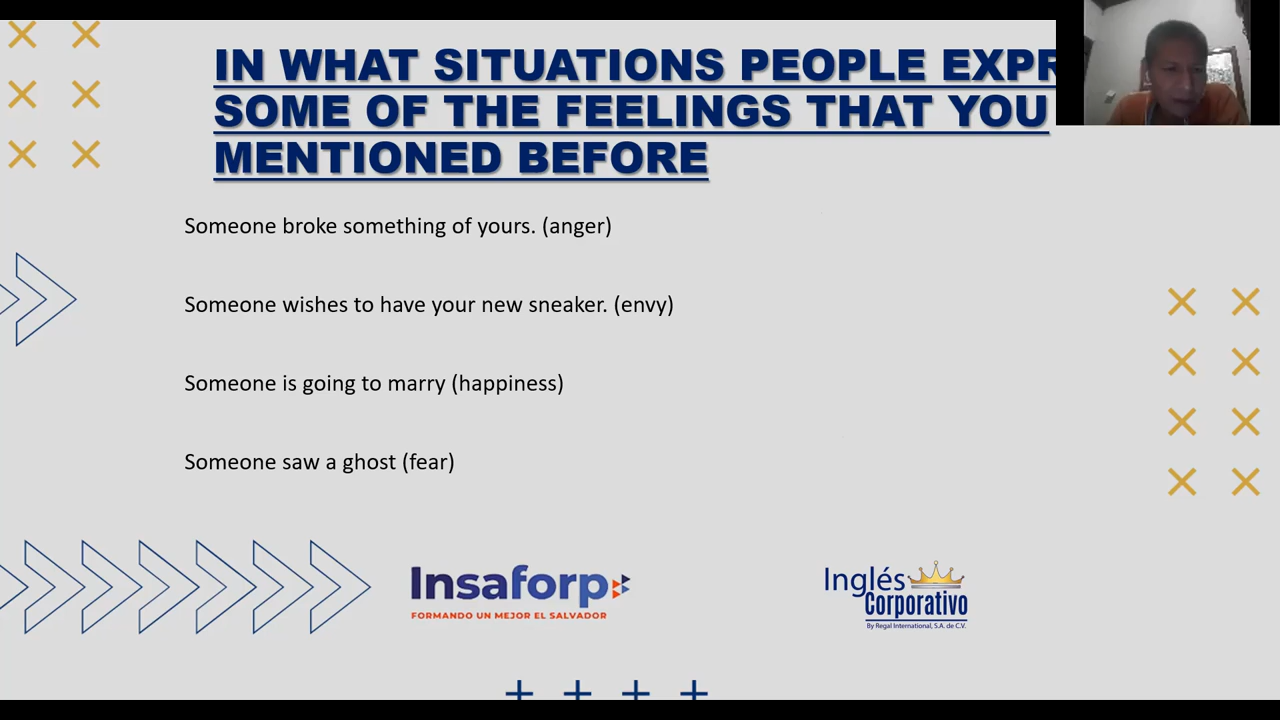 IN WHAT SITUATIONS PEOPLE
SOME OF THE FEELINGS THAT YOU
MENTIONED BEFORE
Someone broke something of yours. (anger)
Someone wishes to have your new sneaker. (envy)
Someone is going to marry (happiness)
Someone saw a ghost (fear)
Insaforp
FORMANDO UN MEJOR EL SALVADOR
Inglés
Corporativo
By Regal International, S.A. de C.V.